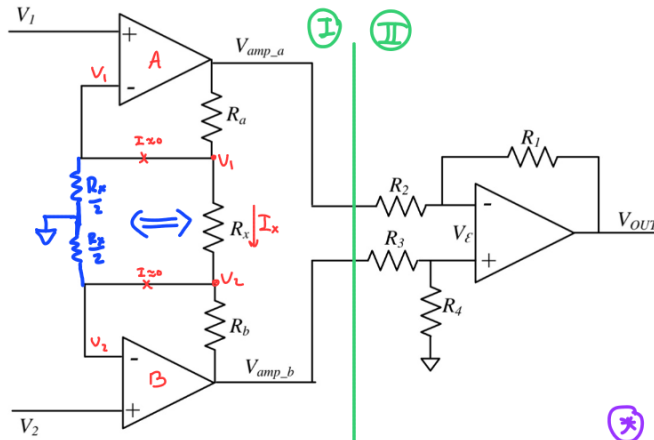 V1
A
-
+
Vamp_a
I
II
V1
Ra
I≈0
V1
Rx/2
Rx
Ix
Rx/2
I≈0
V2
Rb
V2
-
B
+
Vamp_b
V2
R1
R2
-
Vε
VOUT
R3
+
R4
*